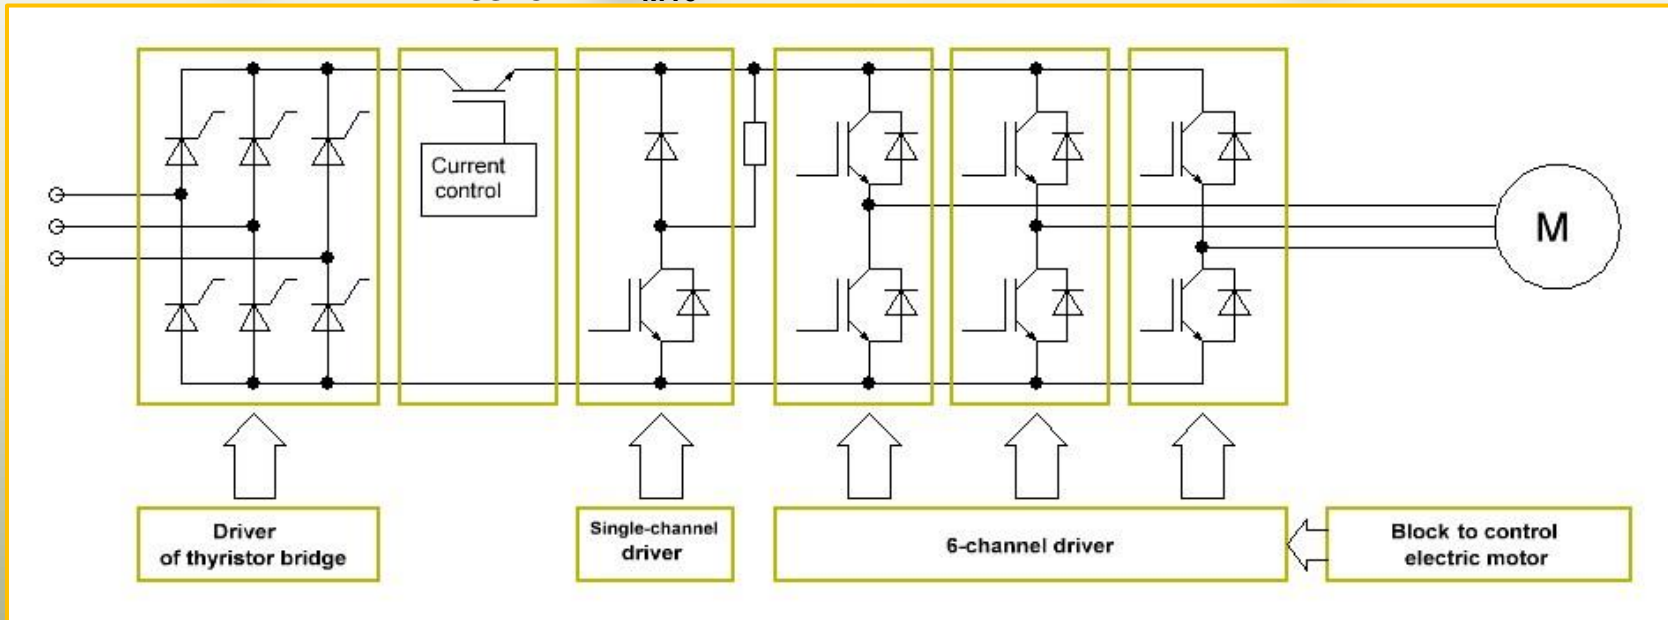 Current
control
M
Driver
of thyristor bridge
Single-channel
driver
6-channel driver
Block to control
electric motor